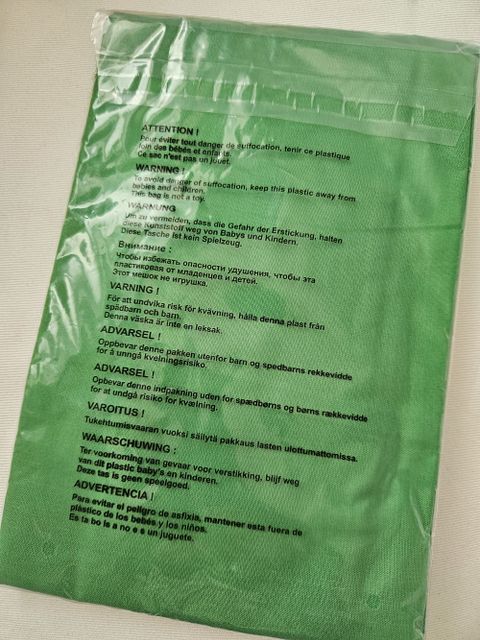 ATTENTION !
Pour éviter tout danger de suffocation, tenir ce plastique
loin des bébés et enfants.
Ce sac n'est pas un jouet.
WARNING !
To avoid danger of suffocation, keep this plastic away from
babies and children.
This bag is not a toy.
WARNUNG
Um zu vermeiden, dass die Gefahr der Erstickung, halten
diese Kunststoff weg von Babys und Kindern.
Diese Tasche ist kein Spielzeug.
Внимание :
Чтобы избежать опасности удушения, чтобы эта
пластиковая от младенцев и детей.
Этот мешок не игрушка.
VARNING !
För att undvika risk för kvävning, hålla denna plast från
spädbarn och barn.
Denna väska är inte en leksak.
ADVARSEL !
Oppbevar denne pakken utenfor barn og spedbarns rekkevidde
for å unngå kvelningsrisiko.
ADVARSEL !
Opbevar denne indpakning uden for spædbørns og børns rækkevidde
for at undgå risiko for kvælning.
VAROITUS !
Tukehtumisvaaran vuoksi säilytä pakkaus lasten ulottumattomissa.
WAARSCHUWING :
Ter voorkoming van gevaar voor verstikking, blijf weg
van dit plastic baby's en kinderen.
Deze tas is geen speelgoed.
ADVERTENCIA !
Para evitar el peligro de asfixia, mantener esta fuera de
plástico de los bebés y los niños.
Es ta bo ls a no e s un juguete.